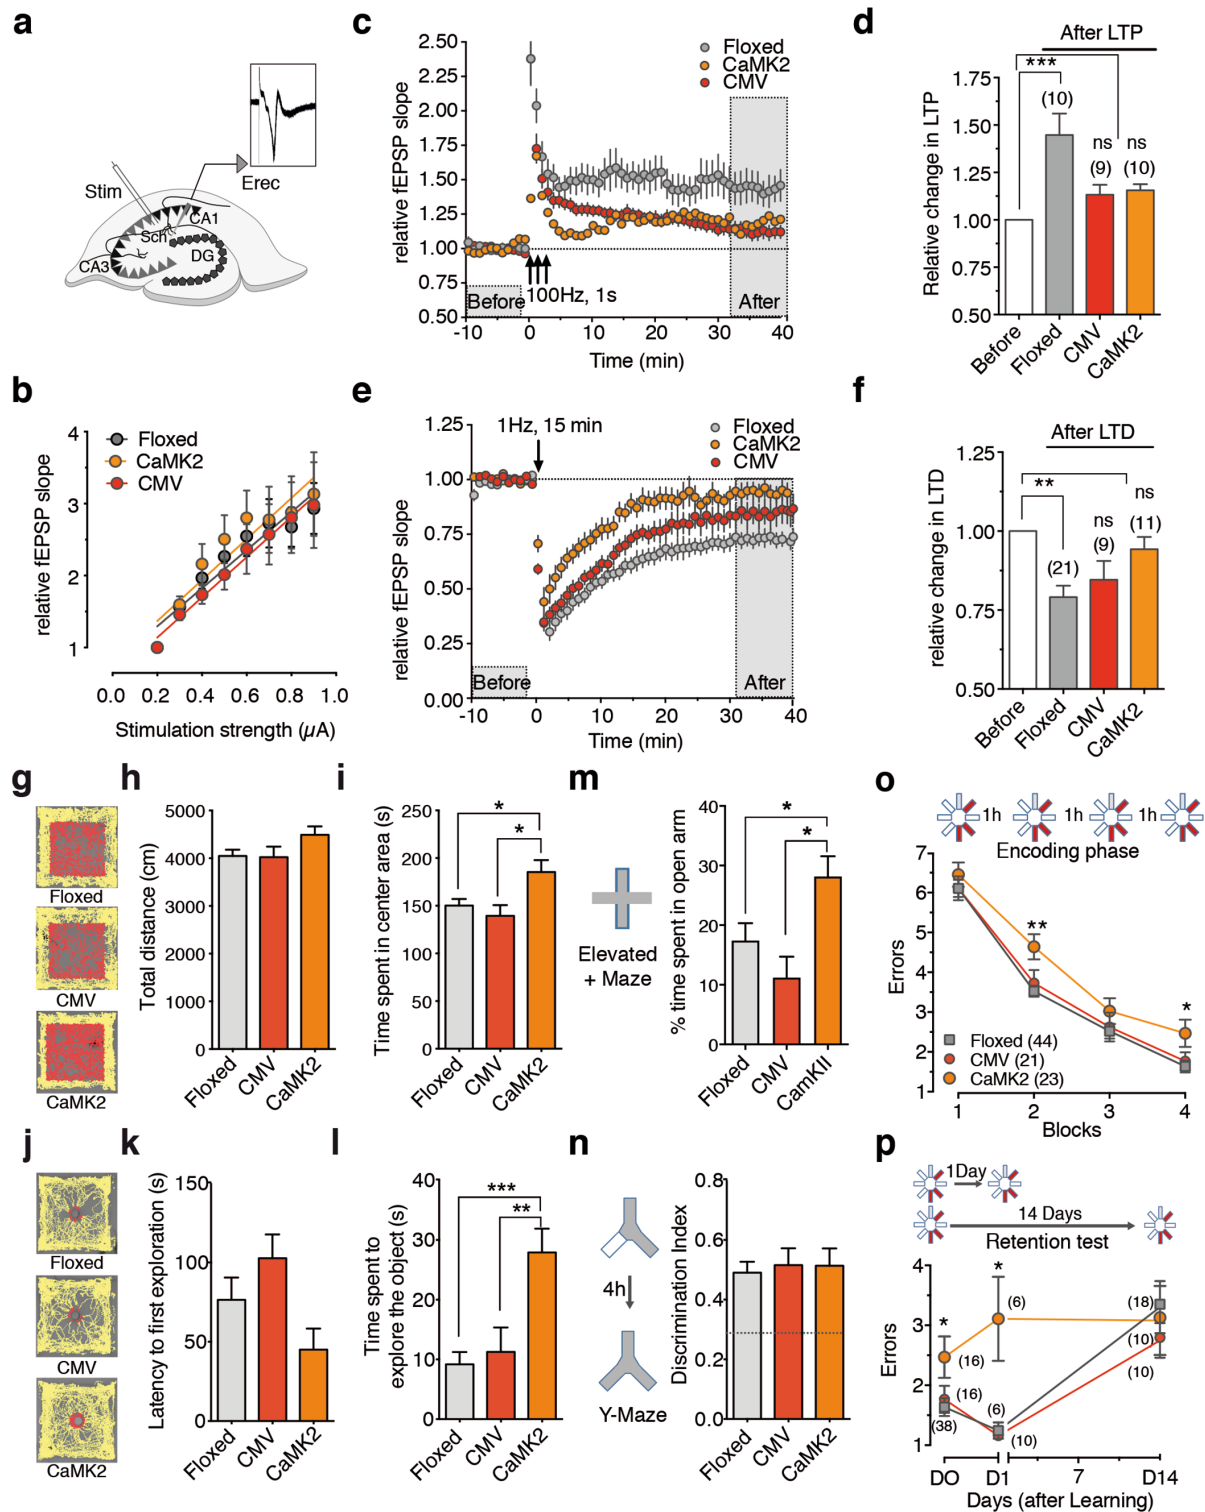 a
Stim
Erec
CA1
Sch
DG
CA3
b
relative fEPSP slope
4
3
2
1
Floxed
CaMK2
CMV
0.0 0.2 0.4 0.6 0.8 1.0
Stimulation strength (µA)
c
relative fEPSP slope
2.50
2.25
2.00
1.75
1.50
1.25
1.00
0.75
0.50
Floxed
CaMK2
CMV
Before
100Hz, 1s
After
-10 0 10 20 30 40
Time (min)
d
After LTP
Relative change in LTP
1.75
1.50
1.25
1.00
0.75
0.50
***
(10)
ns
(9)
ns
(10)
Before
Floxed
CMV
CaMK2
e
relative fEPSP slope
1.25
1.00
0.75
0.50
0.25
0.00
1Hz, 15 min
Floxed
CaMK2
CMV
Before
After
-10 0 10 20 30 40
Time (min)
f
After LTD
relative change in LTD
1.25
1.00
0.75
0.50
**
(21)
ns
(9)
ns
(11)
Before
Floxed
CMV
CaMK2
g
Floxed
CMV
CaMK2
h
Total distance (cm)
5000
4000
3000
2000
1000
0
Floxed
CMV
CaMK2
i
Time spent in center area (s)
250
200
150
100
50
0
*
*
Floxed
CMV
CaMK2
m
Elevated
+ Maze
% time spent in open arm
40
30
20
10
0
*
*
Floxed
CMV
CamKII
o
1h 1h 1h
Encoding phase
Errors
7
6
5
4
3
2
1
**
*
Floxed (44)
CMV (21)
CaMK2 (23)
1 2 3 4
Blocks
j
Floxed
CMV
CaMK2
k
Latency to first exploration (s)
150
100
50
0
Floxed
CMV
CaMK2
l
Time spent to
explore the object (s)
40
30
20
10
0
***
**
Floxed
CMV
CaMK2
n
4h
Y-Maze
Discrimination Index
0.8
0.6
0.4
0.2
0.0
Floxed
CMV
CaMK2
p
1Day
14 Days
Retention test
Errors
4
3
2
1
*
*
(16)
(16)
(38)
(6)
(6)
(10)
(18)
(10)
(10)
DO D1 7 D14
Days (after Learning)